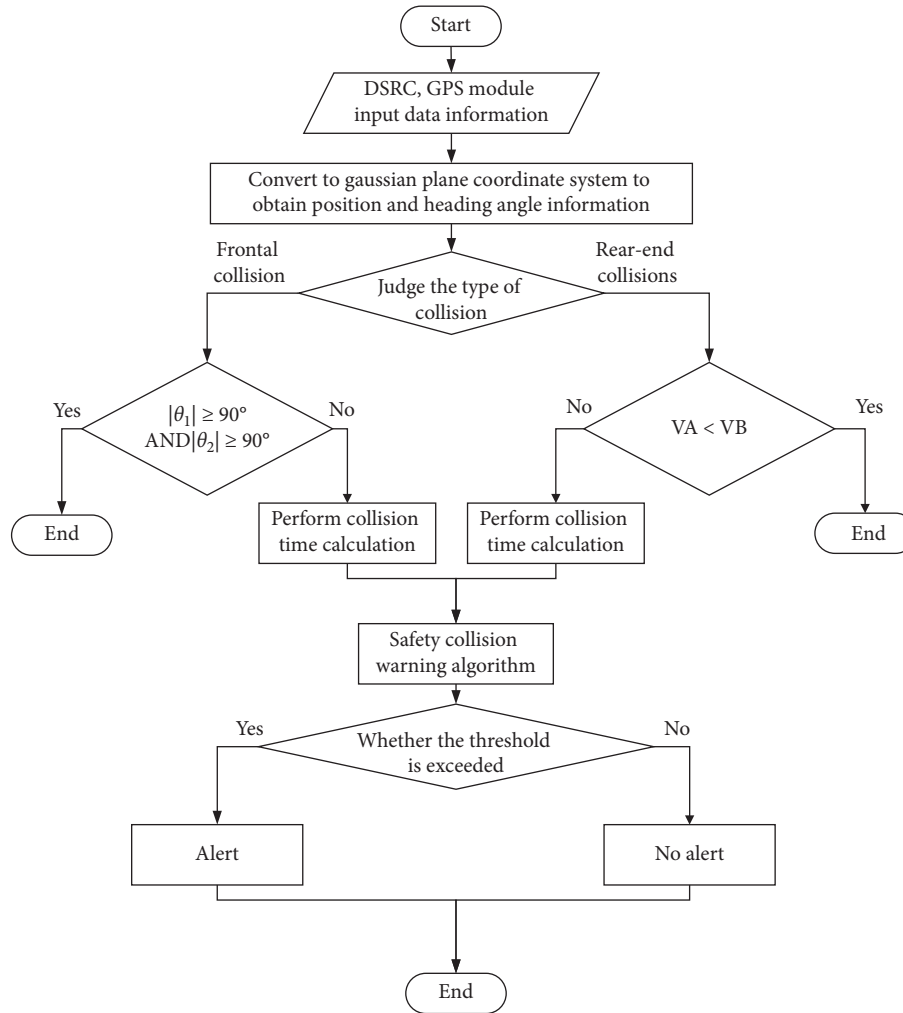 Start
DSRC, GPS module
input data information
Convert to gaussian plane coordinate system to
obtain position and heading angle information
Frontal
collision
Rear-end
collisions
Judge the type of
collision
Yes
|θ₁| ≥ 90°
AND|θ₂| ≥ 90°
No
No
VA < VB
Yes
End
Perform collision
time calculation
Perform collision
time calculation
End
Safety collision
warning algorithm
Yes
Whether the threshold
is exceeded
No
Alert
No alert
End